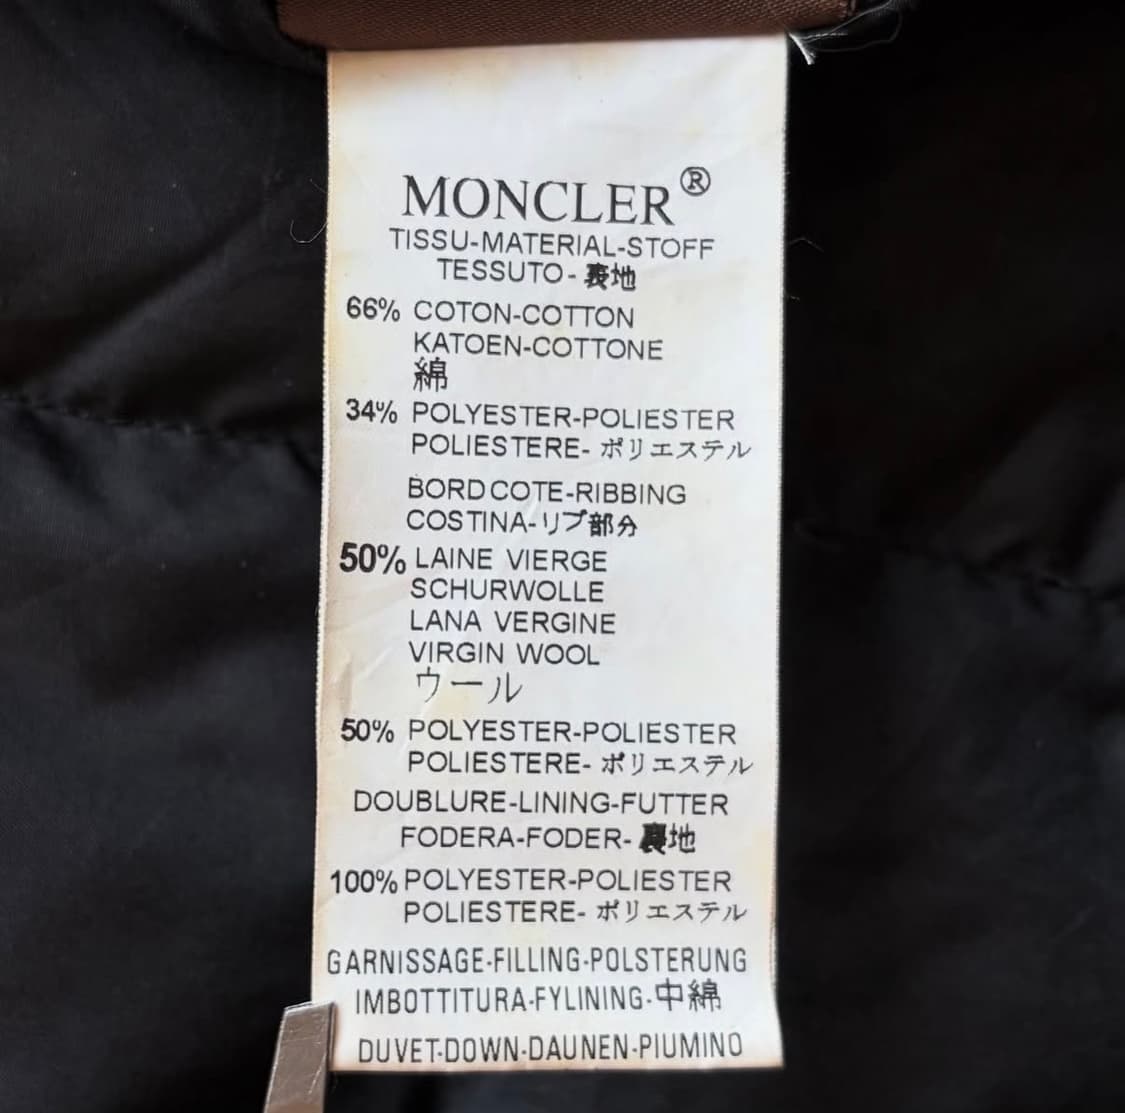 MONCLER®
TISSU-MATERIAL-STOFF
TESSUTO-裏地
66% COTON-COTTON
KATOEN-COTTONE
綿
34% POLYESTER-POLIESTER
POLIESTERE-ポリエステル
BORD COTE-RIBBING
COSTINA-リブ部分
50% LAINE VIERGE
SCHURWOLLE
LANA VERGINE
VIRGIN WOOL
ウール
50% POLYESTER-POLIESTER
POLIESTERE-ポリエステル
DOUBLURE-LINING-FUTTER
FODERA-FODER-裏地
100% POLYESTER-POLIESTER
POLIESTERE-ポリエステル
GARNISSAGE-FILLING-POLSTERUNG
IMBOTTITURA-FYLINING-中綿
DUVET-DOWN-DAUNEN-PIUMINO